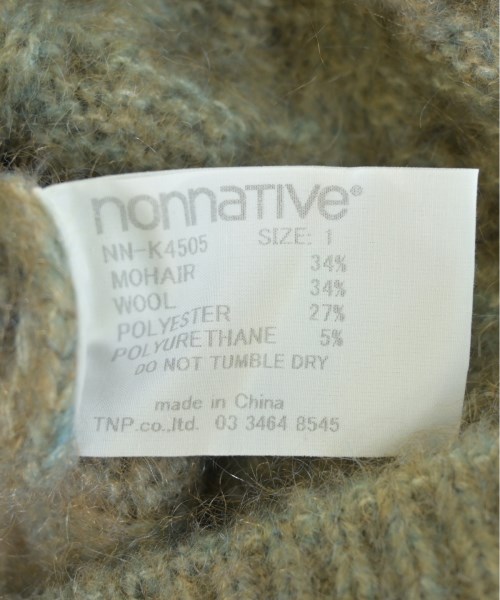 nonnative®
NN-K4505 SIZE: 1
MOHAIR 34%
WOOL 34%
POLYESTER 27%
POLYURETHANE 5%
DO NOT TUMBLE DRY
made in China
TNP.co.,ltd. 03 3464 8545